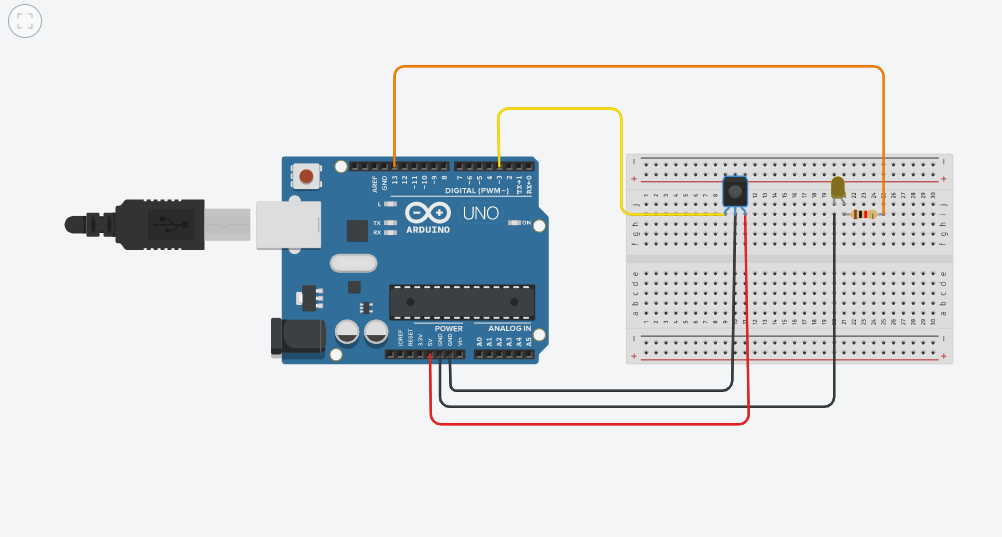 AREF
GND
13
12
~11
~10
~9
8
7
~6
~5
4
~3
2
TX→1
RX←0
DIGITAL (PWM~)
L
TX
RX
ARDUINO
UNO
ON
POWER
ANALOG IN
IOREF
RESET
3.3V
5V
GND
GND
Vin
A0
A1
A2
A3
A4
A5
j
i
h
g
f
e
d
c
b
a